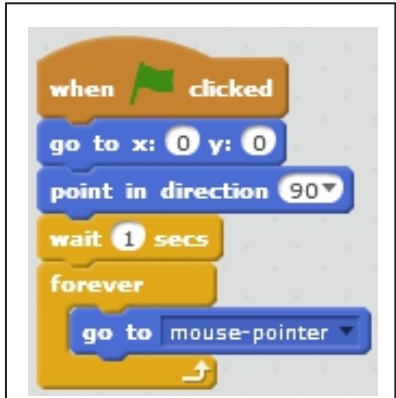 when clicked
go to x: 0 y: 0
point in direction 90
wait 1 secs
forever
go to mouse-pointer